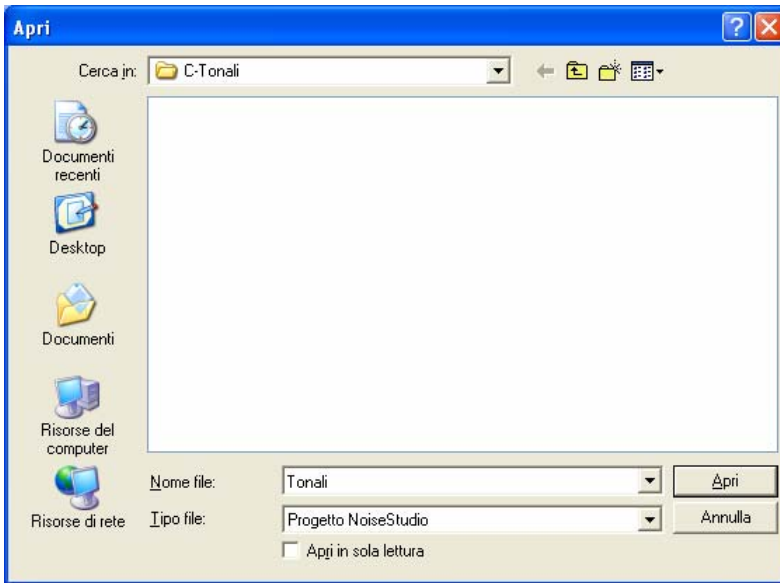 Apri
Cerca in: C-Tonali
Documenti
recenti
Desktop
Documenti
Risorse del
computer
Risorse di rete
Nome file: Tonali Apri
Tipo file: Progetto NoiseStudio Annulla
Apri in sola lettura